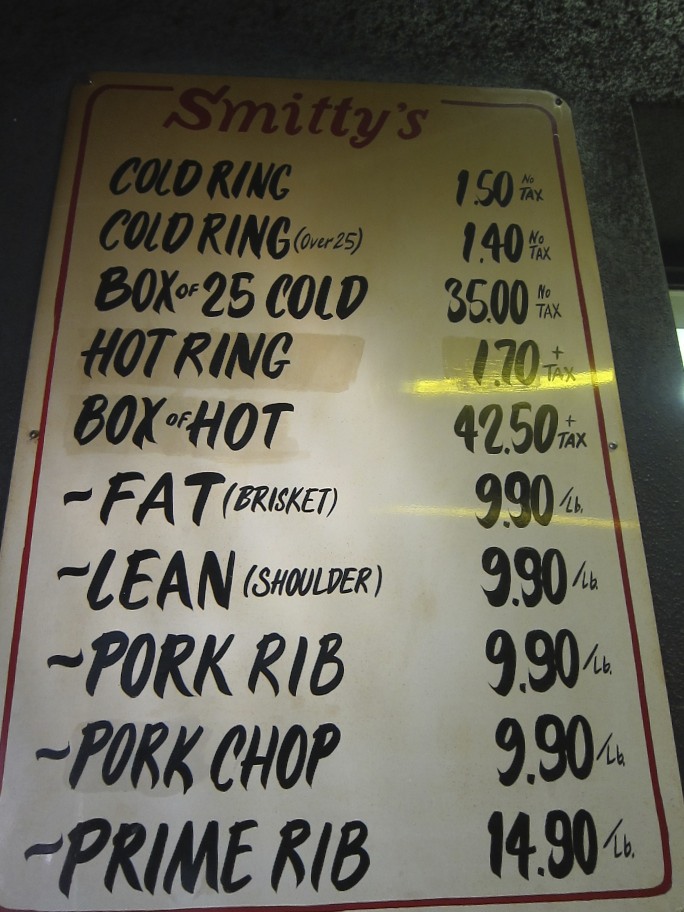 Smitty's
COLD RING 1.50 No TAX
COLD RING (Over 25) 1.40 No TAX
BOX OF 25 COLD 35.00 No TAX
HOT RING 1.70 + TAX
BOX OF HOT 42.50 + TAX
~FAT (BRISKET) 9.90 /Lb.
~LEAN (SHOULDER) 9.90 /Lb.
~PORK RIB 9.90 /Lb.
~PORK CHOP 9.90 /Lb.
~PRIME RIB 14.90 /Lb.